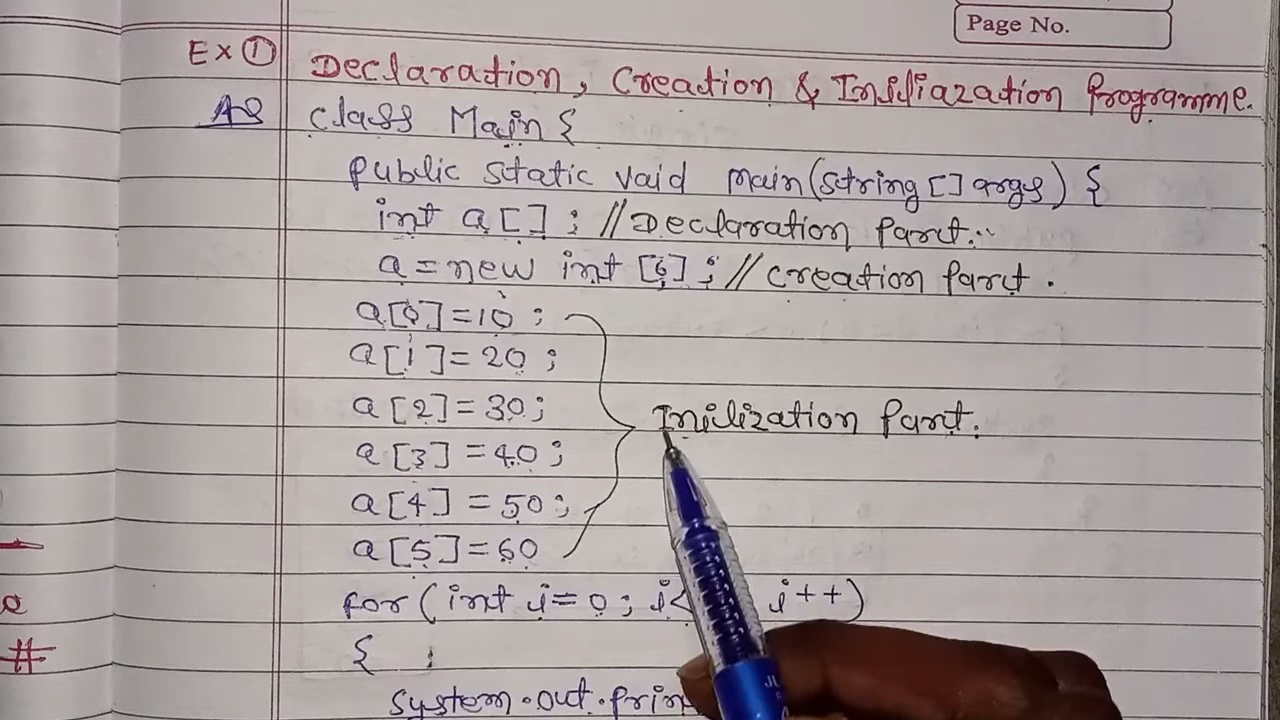 Page No.
Ex ① Declaration, Creation & Iniliazation Programme.
AS class Main {
public static vaid main(string [] args) {
int a [] ; // Declaration Part.
a = new int [6] ; // creation Part .
a [0] = 10 ;
a [1] = 20 ;
a [2] = 30 ;
Inilization Part.
a [3] = 40 ;
a [4] = 50 ;
a [5] = 60
for ( int i = 0 ; i< i++)
{ ;
#
System.out.